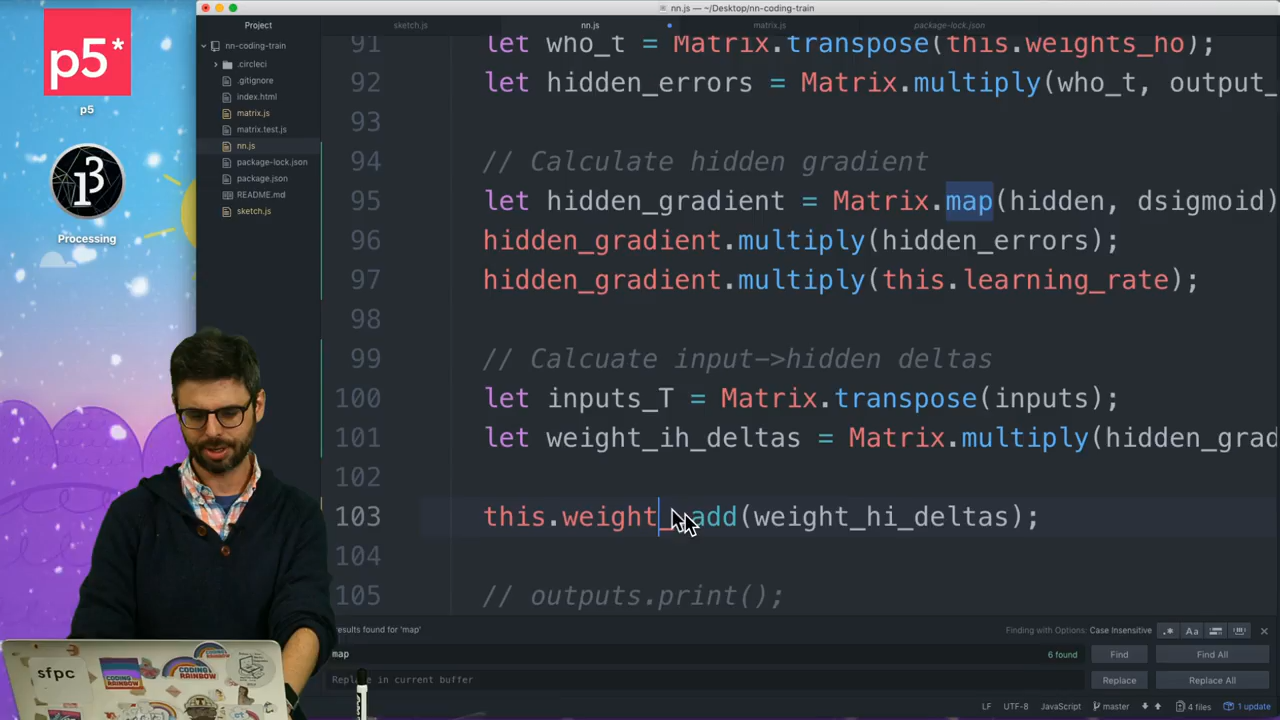 nn.js — ~/Desktop/nn-coding-train
Project
sketch.js
nn.js
matrix.js
package-lock.json
nn-coding-train
.circleci
.gitignore
index.html
matrix.js
matrix.test.js
nn.js
package-lock.json
package.json
README.md
sketch.js
p5*
p5
Processing
91 let who_t = Matrix.transpose(this.weights_ho);
92 let hidden_errors = Matrix.multiply(who_t, output_
93
94 // Calculate hidden gradient
95 let hidden_gradient = Matrix.map(hidden, dsigmoid)
96 hidden_gradient.multiply(hidden_errors);
97 hidden_gradient.multiply(this.learning_rate);
98
99 // Calcuate input->hidden deltas
100 let inputs_T = Matrix.transpose(inputs);
101 let weight_ih_deltas = Matrix.multiply(hidden_grad
102
103 this.weight_.add(weight_hi_deltas);
104
105 // outputs.print();
results found for 'map'
Finding with Options: Case Insensitive
.*
Aa
map
6 found
Find
Find All
Replace in current buffer
Replace
Replace All
LF
UTF-8
JavaScript
master
4 files
1 update
sfpc
CODING
RAINBOW
CODING
RAINBOW